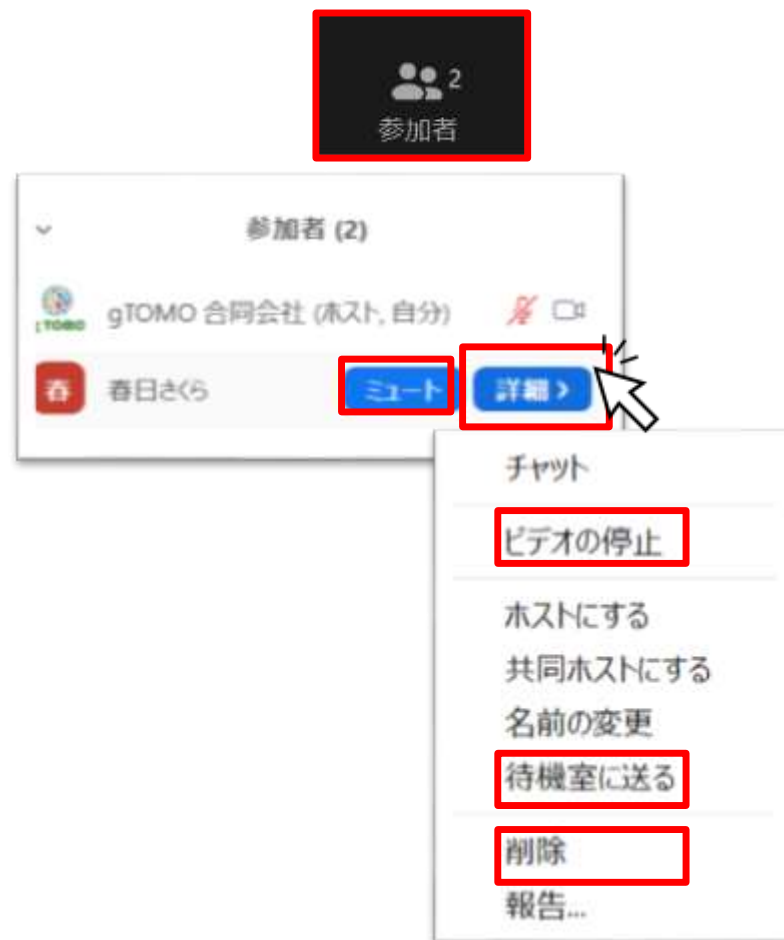 2
参加者
参加者 (2)
gTOMO 合同会社 (ホスト, 自分)
gTOMO
春 春日さくら ミュート 詳細 >
チャット
ビデオの停止
ホストにする
共同ホストにする
名前の変更
待機室に送る
削除
報告...